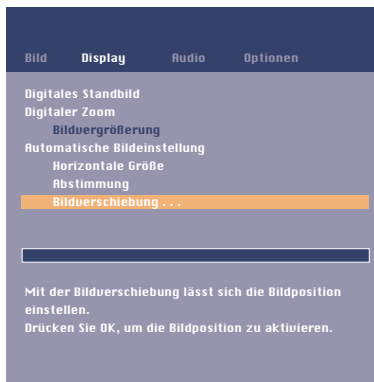 Bild Display Audio Optionen
Digitales Standbild
Digitaler Zoom
Bildvergrößerung
Automatische Bildeinstellung
Horizontale Größe
Abstimmung
Bildverschiebung . . .
Mit der Bildverschiebung lässt sich die Bildposition
einstellen.
Drücken Sie OK, um die Bildposition zu aktivieren.